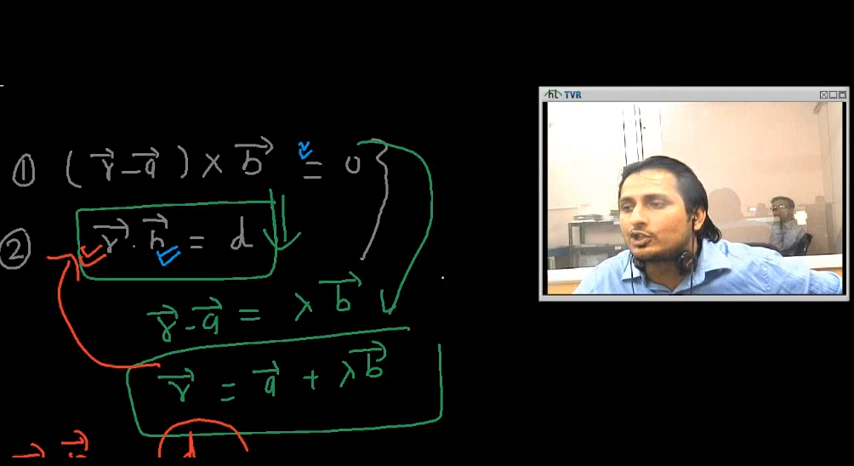 ① (r⃗ - a⃗) × b⃗ = 0
② r⃗ . n⃗ = d
r⃗ - a⃗ = λ b⃗
r⃗ = a⃗ + λ b⃗
d
TVR